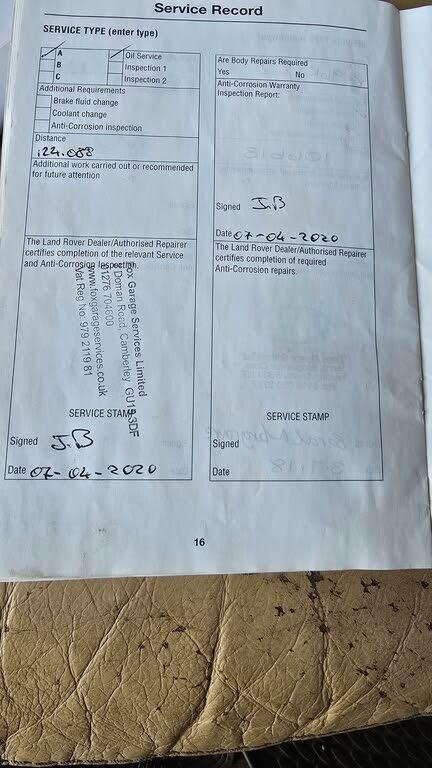 Service Record
SERVICE TYPE (enter type)
A
B
C
Oil Service
Inspection 1
Inspection 2
Additional Requirements
Brake fluid change
Coolant change
Anti-Corrosion inspection
Distance
124.088
Additional work carried out or recommended
for future attention
The Land Rover Dealer/Authorised Repairer
certifies completion of the relevant Service
and Anti-Corrosion Inspection.
Fox Garage Services Limited
Doman Road, Camberley GU15 3DF
01276 704600
www.foxgarageservices.co.uk
Vat Reg No: 979 2119 81
SERVICE STAMP
Signed J.B
Date 07-04-2020
Are Body Repairs Required
Yes No
Anti-Corrosion Warranty
Inspection Report:
Signed J.B
Date 07-04-2020
The Land Rover Dealer/Authorised Repairer
certifies completion of required
Anti-Corrosion repairs.
SERVICE STAMP
Signed
Date
16